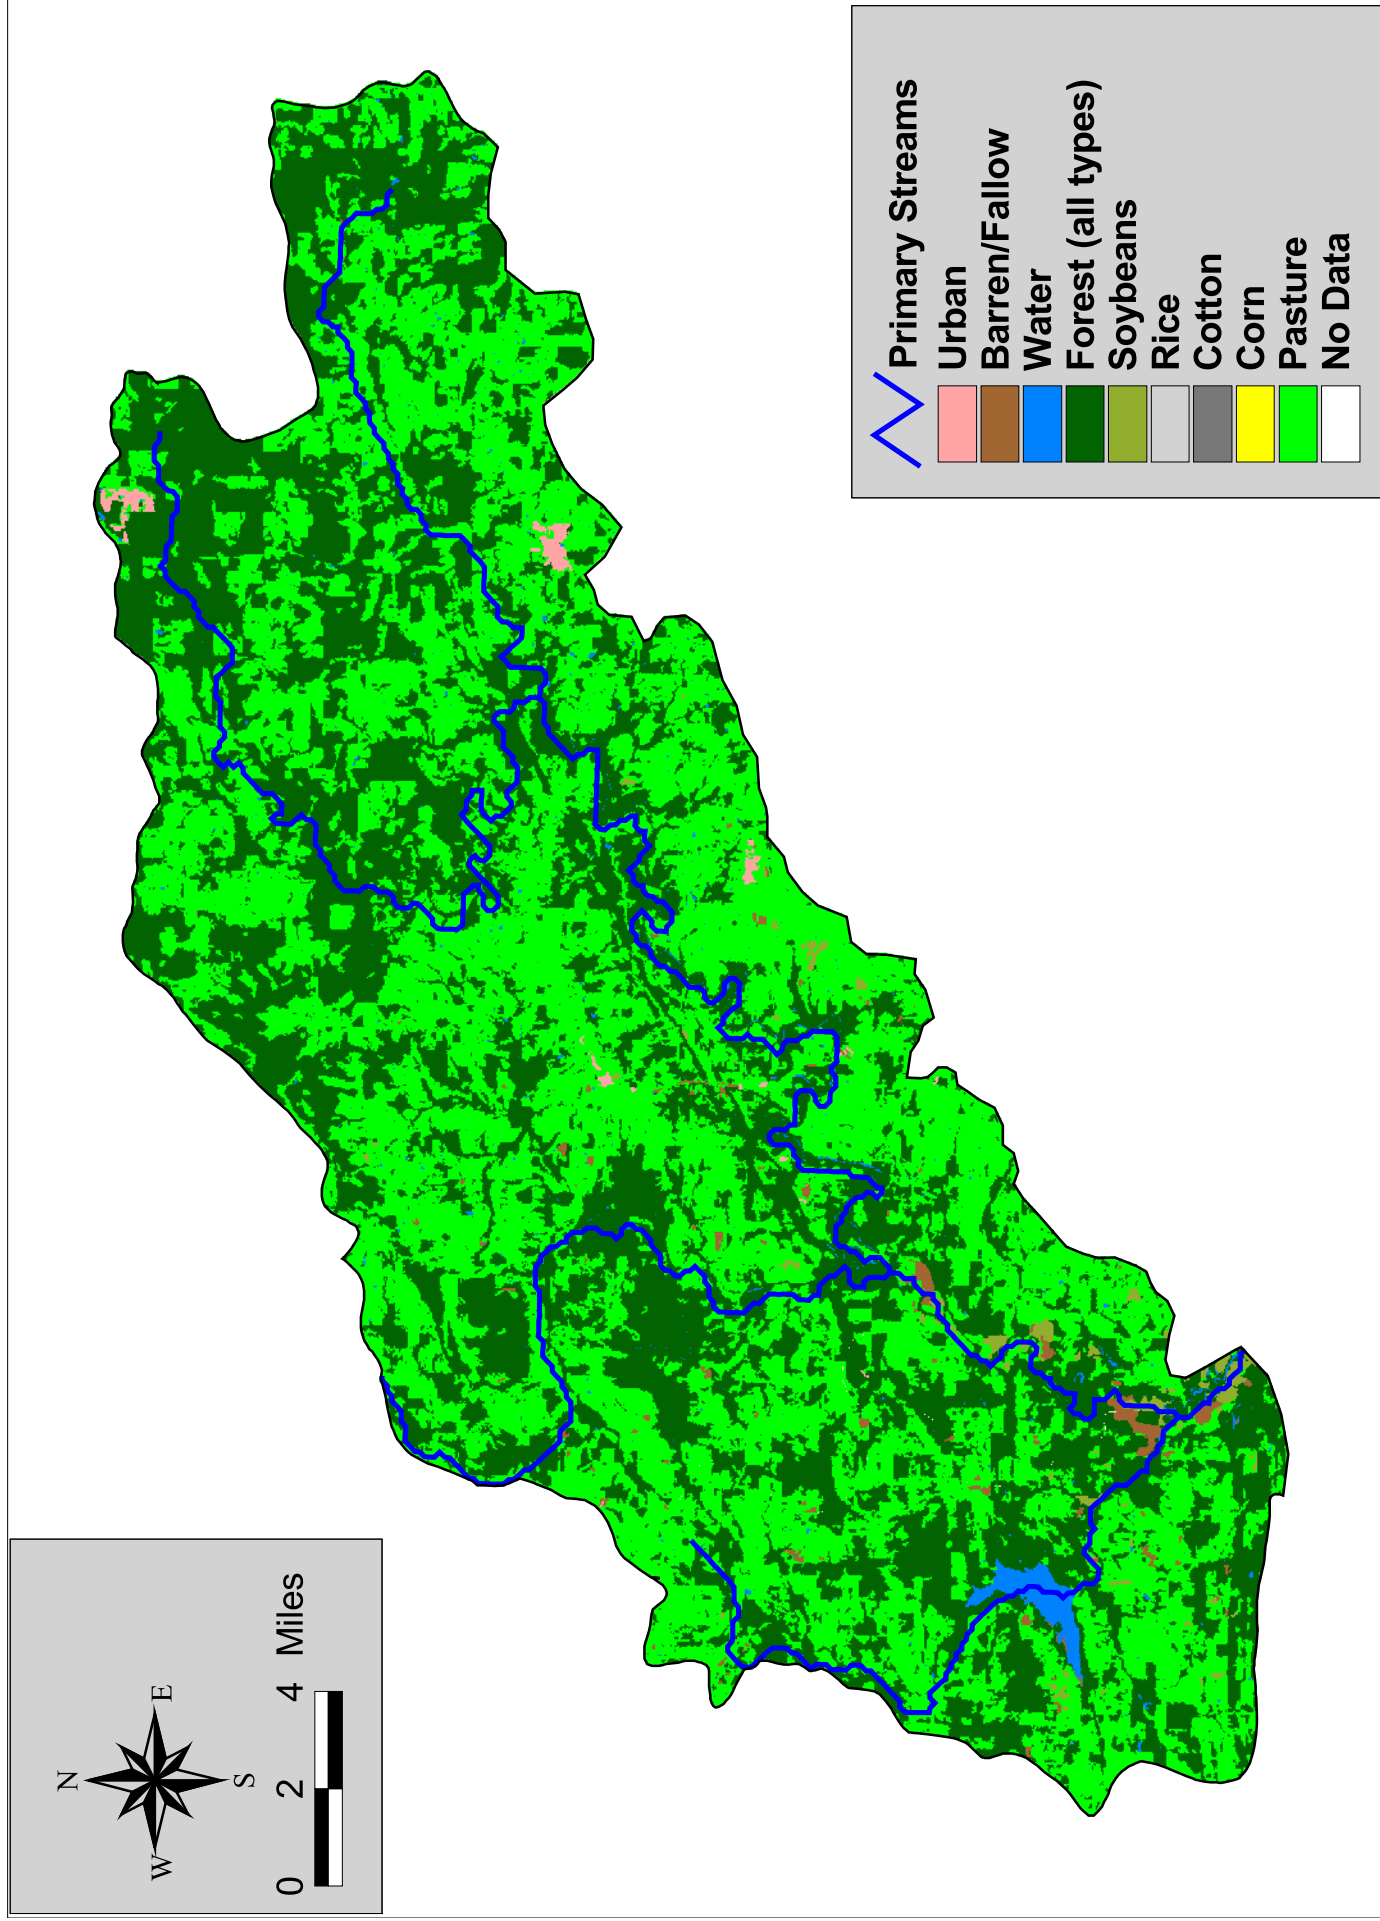 N
W
E
S
0 2 4 Miles
Primary Streams
Urban
Barren/Fallow
Water
Forest (all types)
Soybeans
Rice
Cotton
Corn
Pasture
No Data